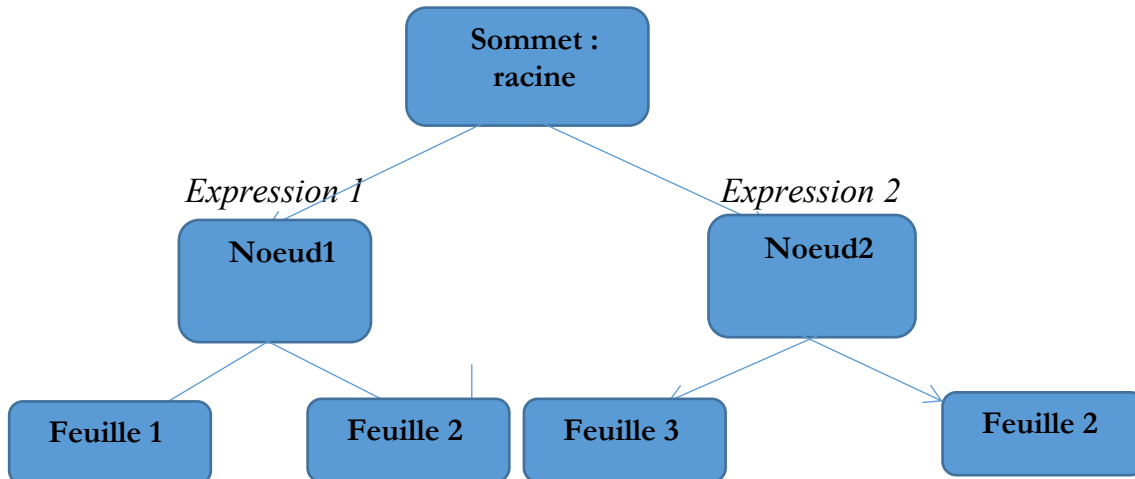 Sommet :
racine
Expression 1
Expression 2
Noeud1
Noeud2
Feuille 1
Feuille 2
Feuille 3
Feuille 2